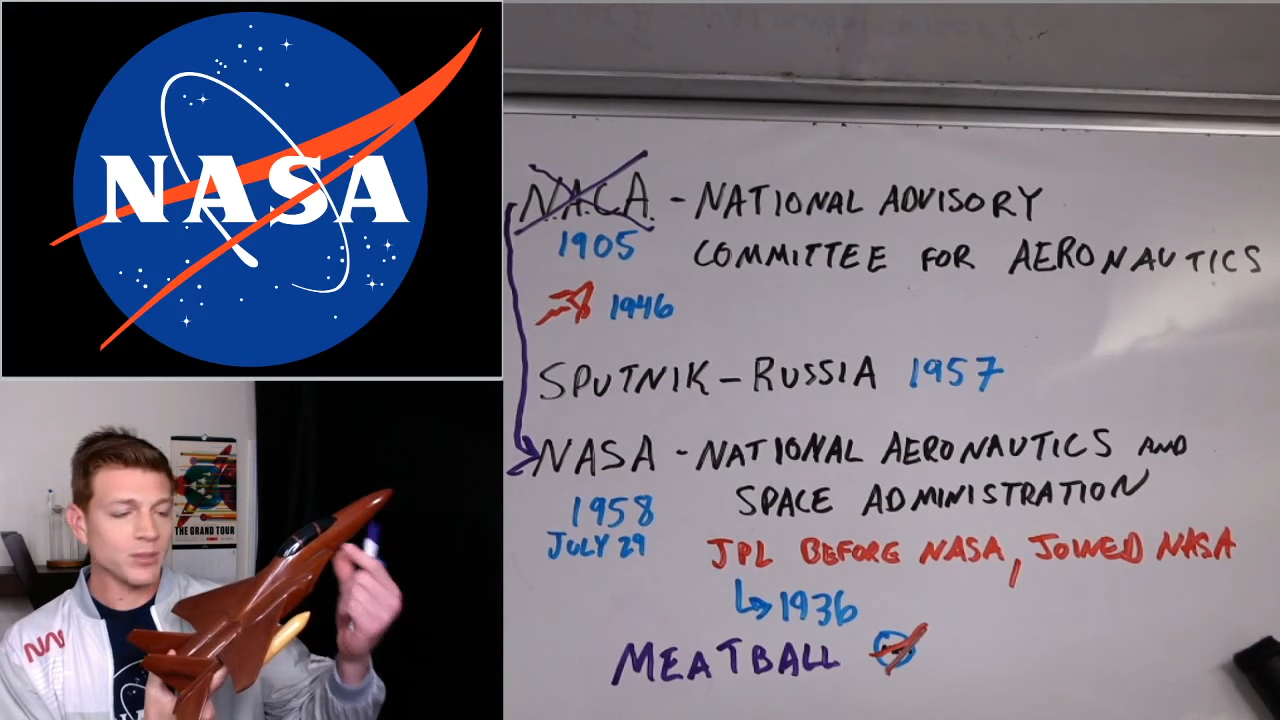 NASA
THE GRAND TOUR
NACA - NATIONAL ADVISORY
1905 COMMITTEE FOR AERONAUTICS
1946
SPUTNIK - RUSSIA 1957
NASA - NATIONAL AERONAUTICS AND
1958 SPACE ADMINISTRATION
JULY 29 JPL BEFORE NASA, JOINED NASA
1936
MEATBALL